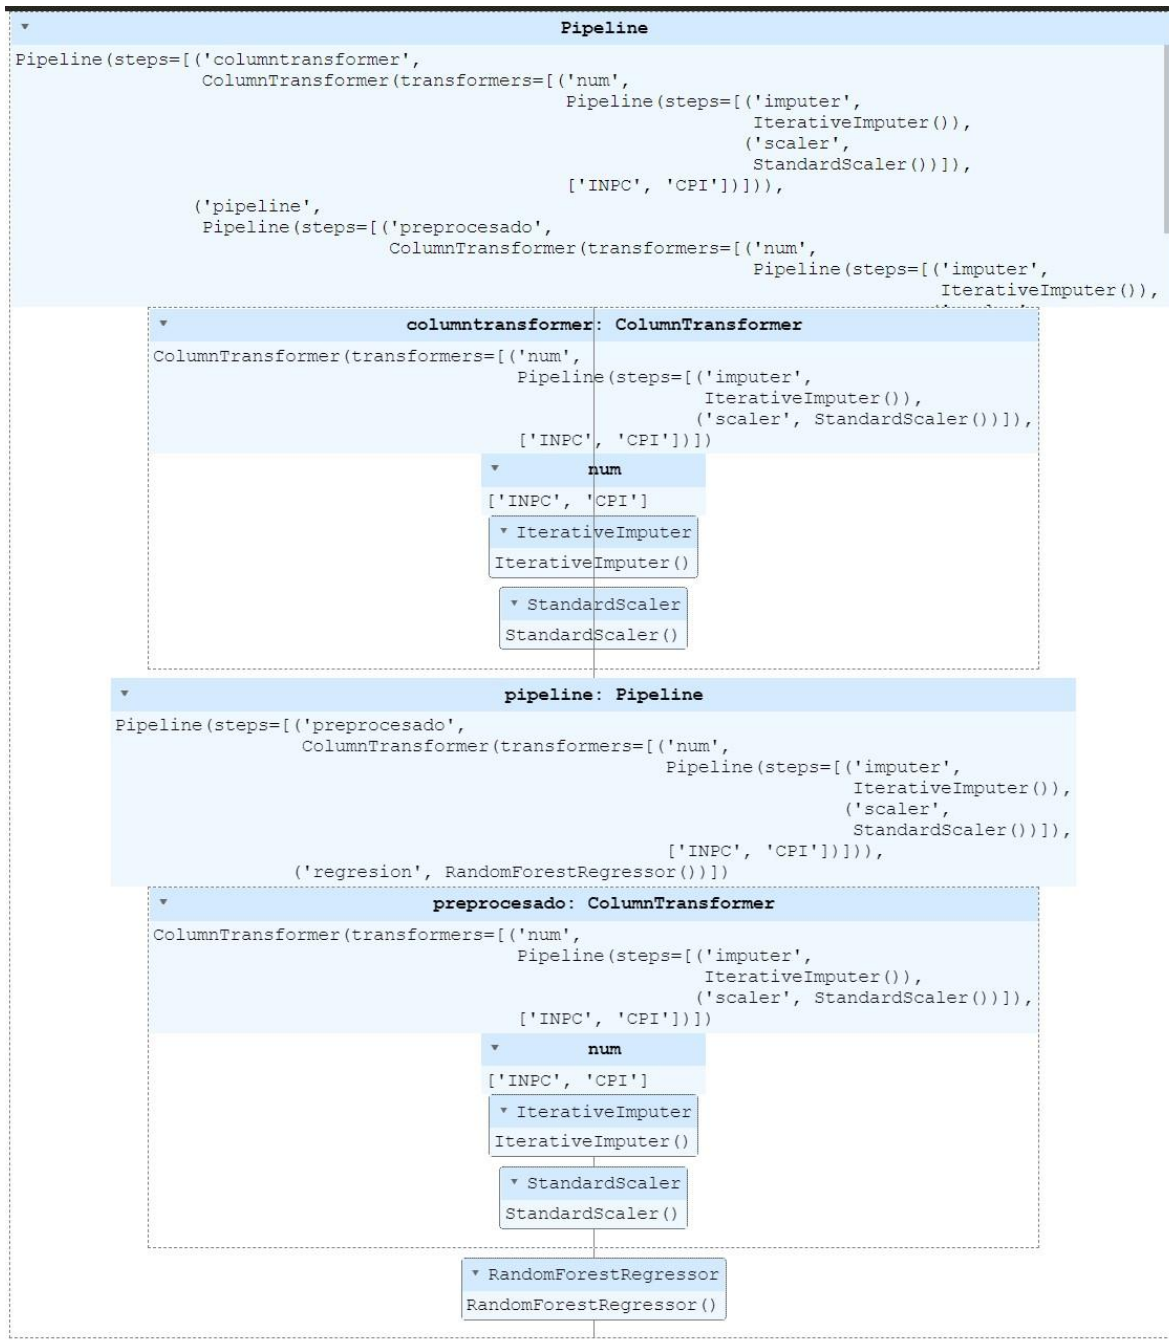 Pipeline
Pipeline(steps=[('columntransformer',
ColumnTransformer(transformers=[('num',
Pipeline(steps=[('imputer',
IterativeImputer()),
('scaler',
StandardScaler())]),
['INPC', 'CPI'])])),
('pipeline',
Pipeline(steps=[('preprocesado',
ColumnTransformer(transformers=[('num',
Pipeline(steps=[('imputer',
IterativeImputer()),
columntransformer: ColumnTransformer
ColumnTransformer(transformers=[('num',
Pipeline(steps=[('imputer',
IterativeImputer()),
('scaler', StandardScaler())]),
['INPC', 'CPI'])])
num
['INPC', 'CPI']
IterativeImputer
IterativeImputer()
StandardScaler
StandardScaler()
pipeline: Pipeline
Pipeline(steps=[('preprocesado',
ColumnTransformer(transformers=[('num',
Pipeline(steps=[('imputer',
IterativeImputer()),
('scaler',
StandardScaler())]),
['INPC', 'CPI'])])),
('regresion', RandomForestRegressor())])
preprocesado: ColumnTransformer
ColumnTransformer(transformers=[('num',
Pipeline(steps=[('imputer',
IterativeImputer()),
('scaler', StandardScaler())]),
['INPC', 'CPI'])])
num
['INPC', 'CPI']
IterativeImputer
IterativeImputer()
StandardScaler
StandardScaler()
RandomForestRegressor
RandomForestRegressor()